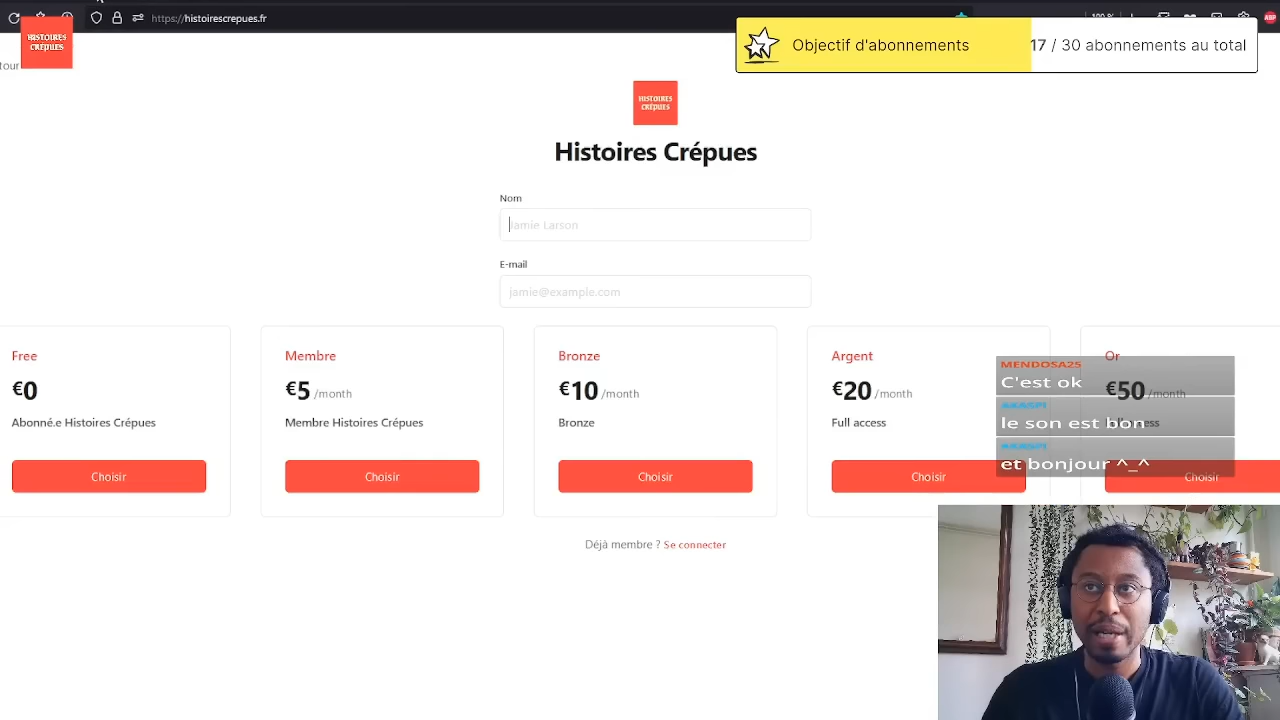 https://histoirescrepues.fr
ABP
HISTOIRES
CRÉPUES
Objectif d'abonnements
17 / 30 abonnements au total
tour
HISTOIRES
CRÉPUES
Histoires Crépues
Nom
Jamie Larson
E-mail
jamie@example.com
Free
€0
Abonné.e Histoires Crépues
Choisir
Membre
€5 /month
Membre Histoires Crépues
Choisir
Bronze
€10 /month
Bronze
Choisir
Argent
€20 /month
Full access
Choisir
Or
€50 /month
Choisir
MENDOSA25
C'est ok
le son est bon
et bonjour ^_^
Déjà membre ? Se connecter